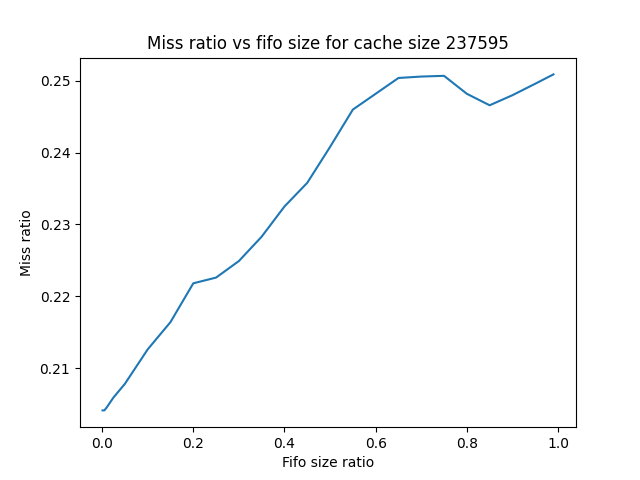 Miss ratio vs fifo size for cache size 237595
0.25
0.24
0.23
0.22
0.21
Miss ratio
0.0 0.2 0.4 0.6 0.8 1.0
Fifo size ratio